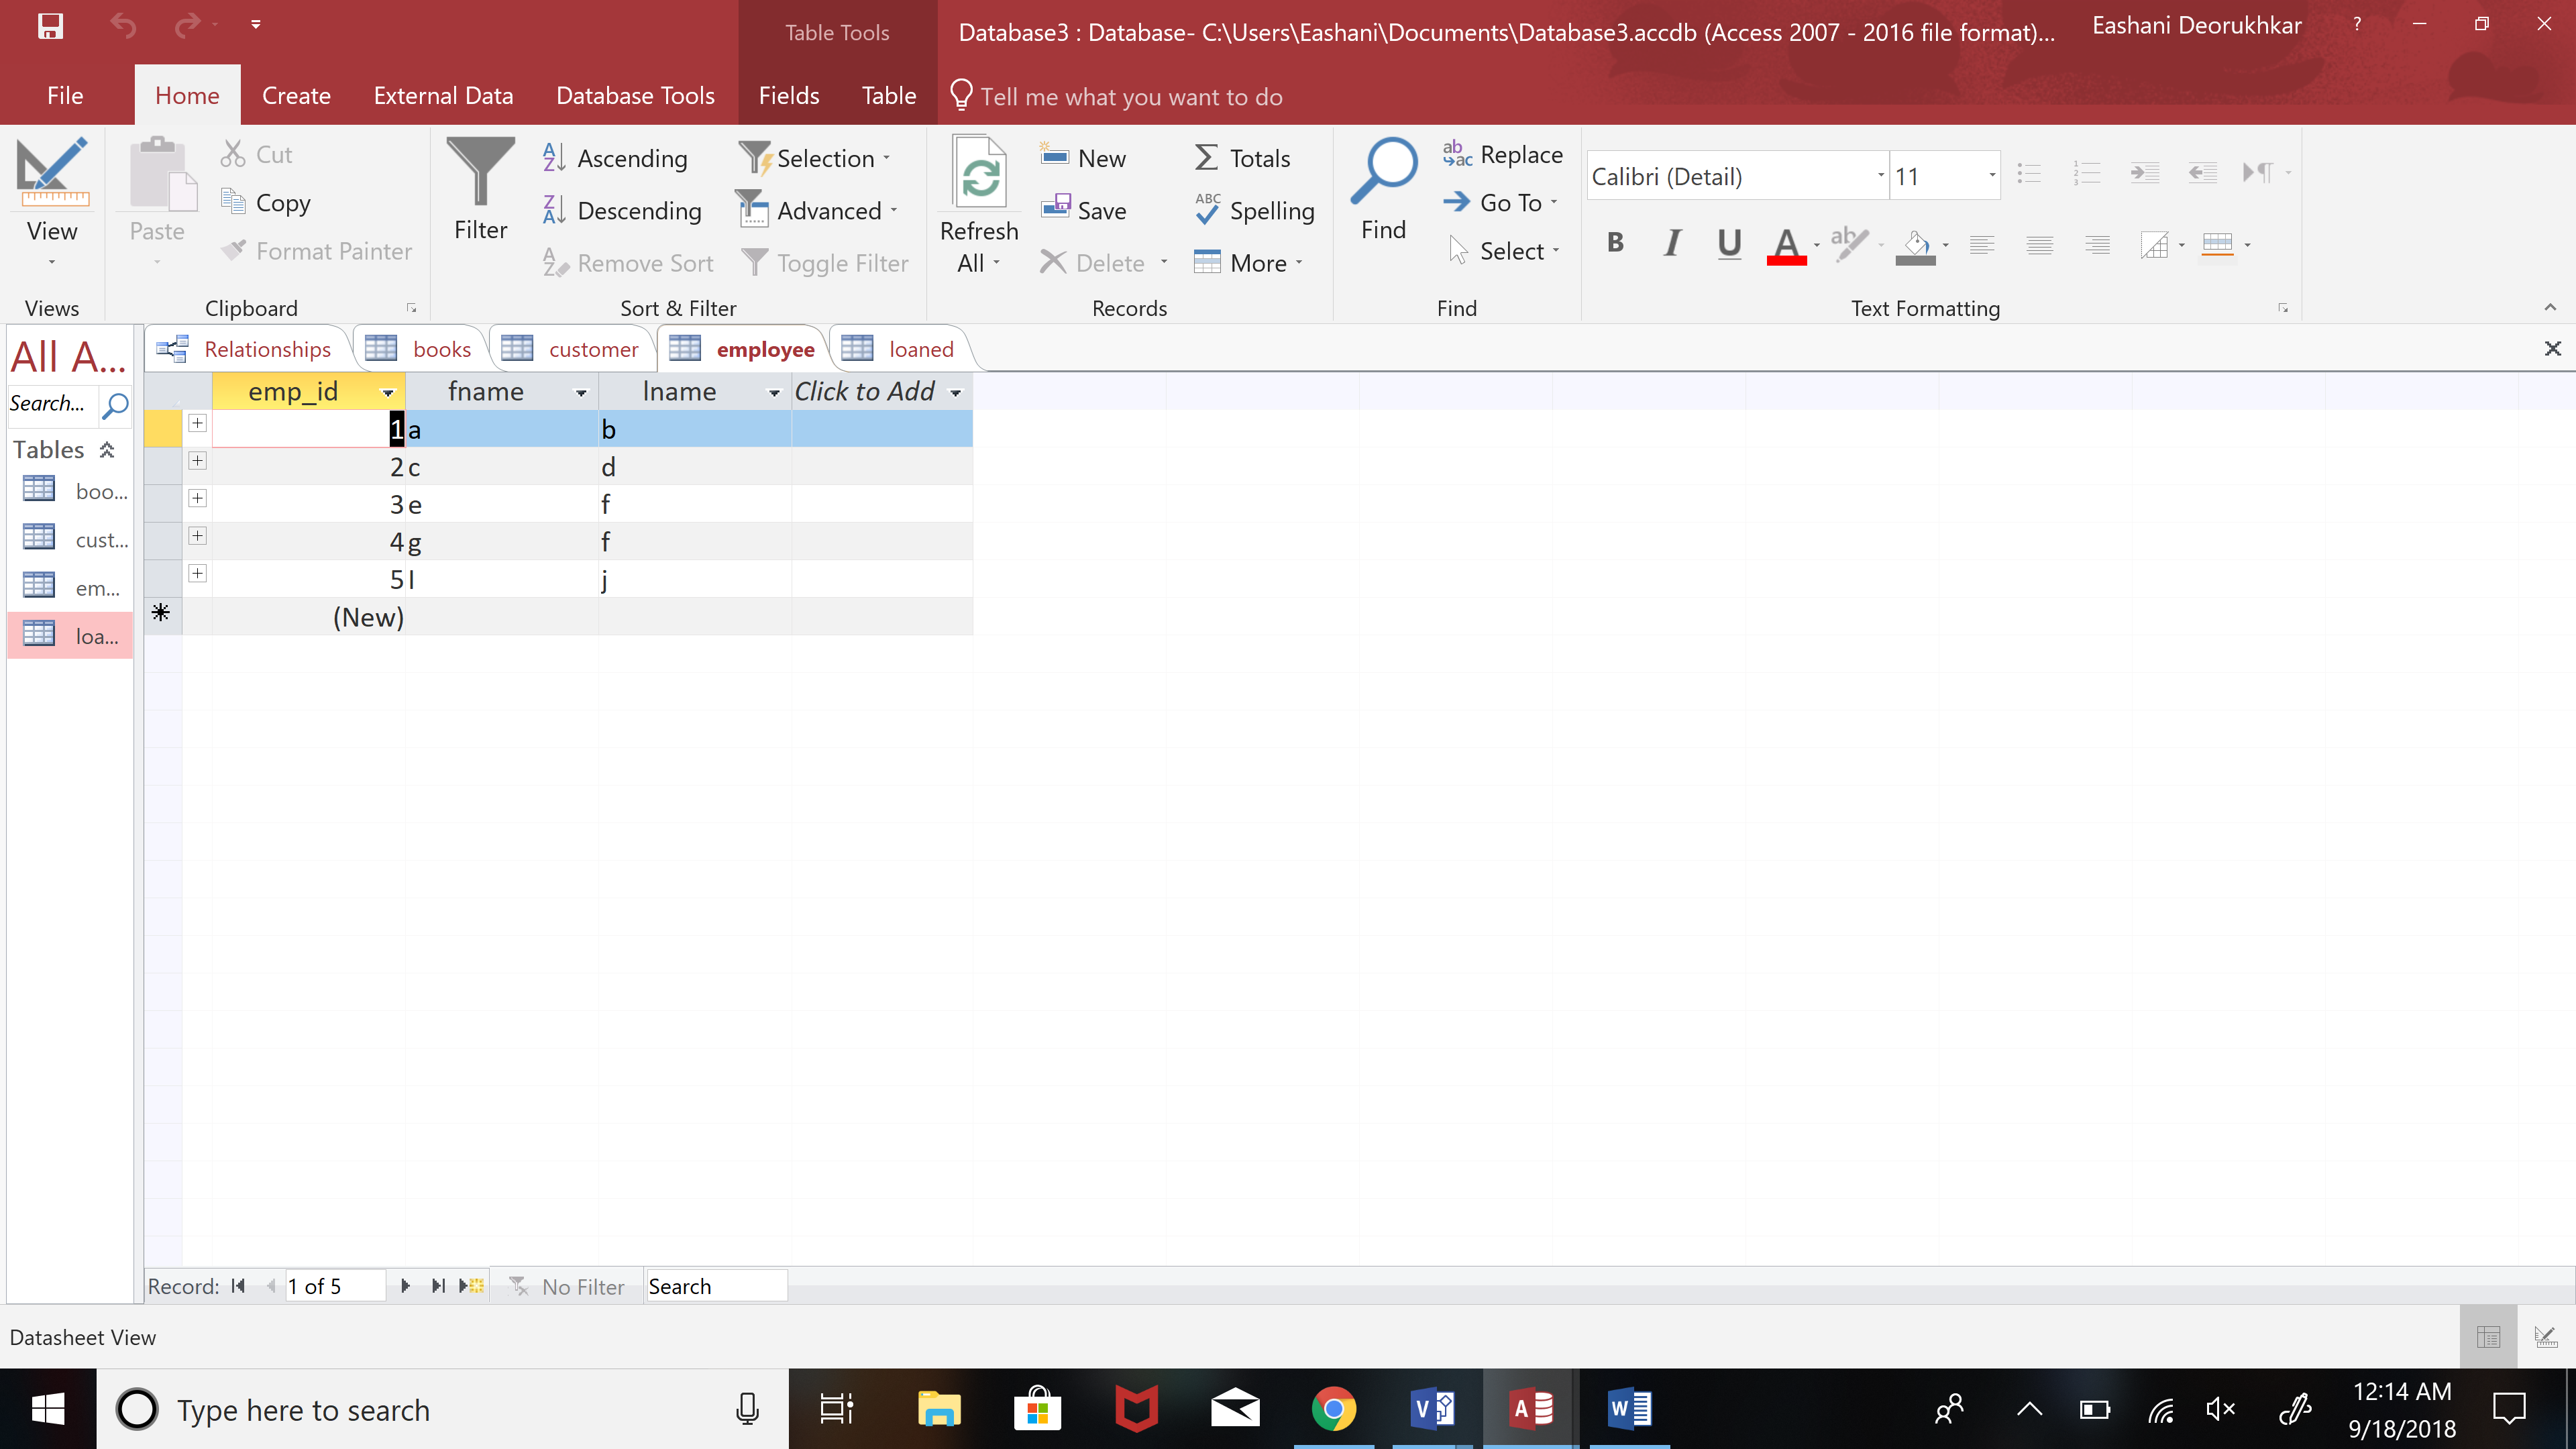 Table Tools
Database3 : Database- C:\Users\Eashani\Documents\Database3.accdb (Access 2007 - 2016 file format)...
Eashani Deorukhkar
?
File Home Create External Data Database Tools Fields Table Tell me what you want to do
View
Views
Paste
Cut
Copy
Format Painter
Clipboard
Filter
Ascending
Descending
Remove Sort
Selection
Advanced
Toggle Filter
Sort & Filter
Refresh
All
New
Save
Delete
Totals
Spelling
More
Records
Find
Replace
Go To
Select
Find
Calibri (Detail) 11
B I U A
Text Formatting
All A...
Search...
Tables
boo...
cust...
em...
loa...
Relationships books customer employee loaned
emp_id fname lname Click to Add
1 a b
2 c d
3 e f
4 g f
5 I j
(New)
Record: 1 of 5 No Filter Search
Datasheet View
Type here to search
12:14 AM
9/18/2018